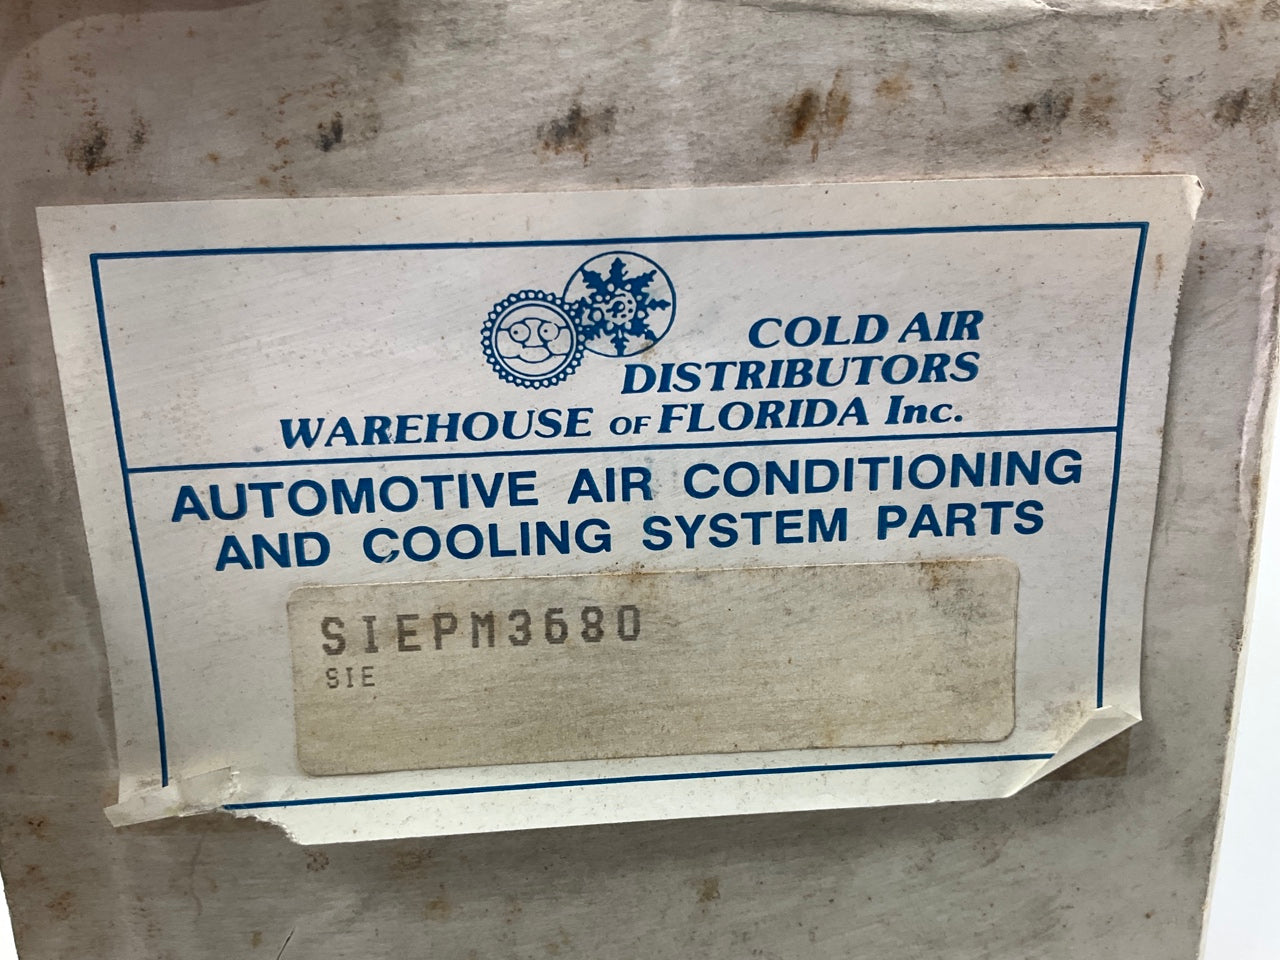 COLD AIR
DISTRIBUTORS
WAREHOUSE OF FLORIDA Inc.
AUTOMOTIVE AIR CONDITIONING
AND COOLING SYSTEM PARTS
SIEPM3680
SIE